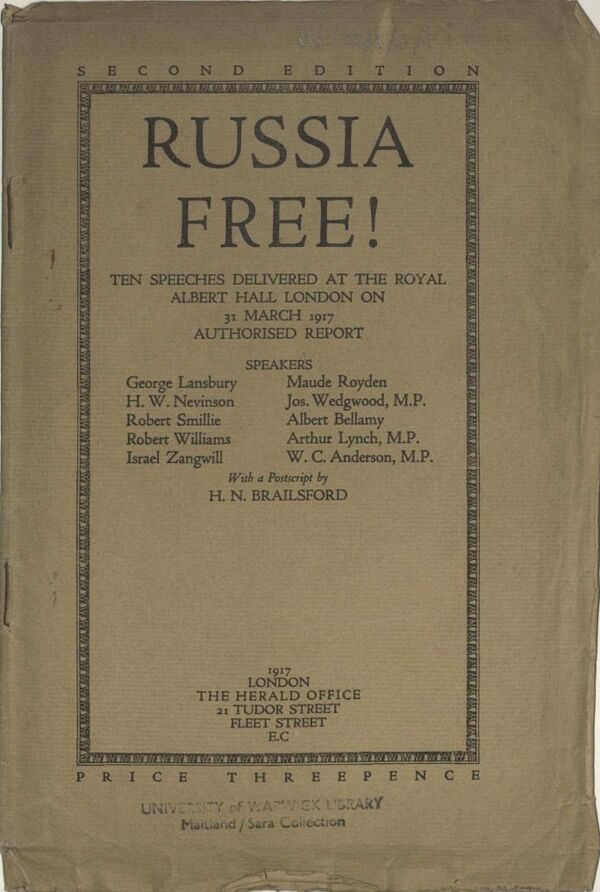 SECOND EDITION
RUSSIA
FREE!
TEN SPEECHES DELIVERED AT THE ROYAL
ALBERT HALL LONDON ON
31 MARCH 1917
AUTHORISED REPORT
SPEAKERS
George Lansbury Maude Royden
H. W. Nevinson Jos. Wedgwood, M.P.
Robert Smillie Albert Bellamy
Robert Williams Arthur Lynch, M.P.
Israel Zangwill W. C. Anderson, M.P.
With a Postscript by
H. N. BRAILSFORD
1917
LONDON
THE HERALD OFFICE
21 TUDOR STREET
FLEET STREET
E.C
PRICE THREEPENCE
UNIVERSITY of WARWICK LIBRARY
Maitland / Sara Collection